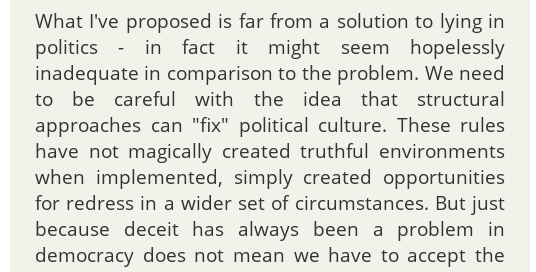 What I've proposed is far from a solution to lying in
politics - in fact it might seem hopelessly
inadequate in comparison to the problem. We need
to be careful with the idea that structural
approaches can "fix" political culture. These rules
have not magically created truthful environments
when implemented, simply created opportunities
for redress in a wider set of circumstances. But just
because deceit has always been a problem in
democracy does not mean we have to accept the